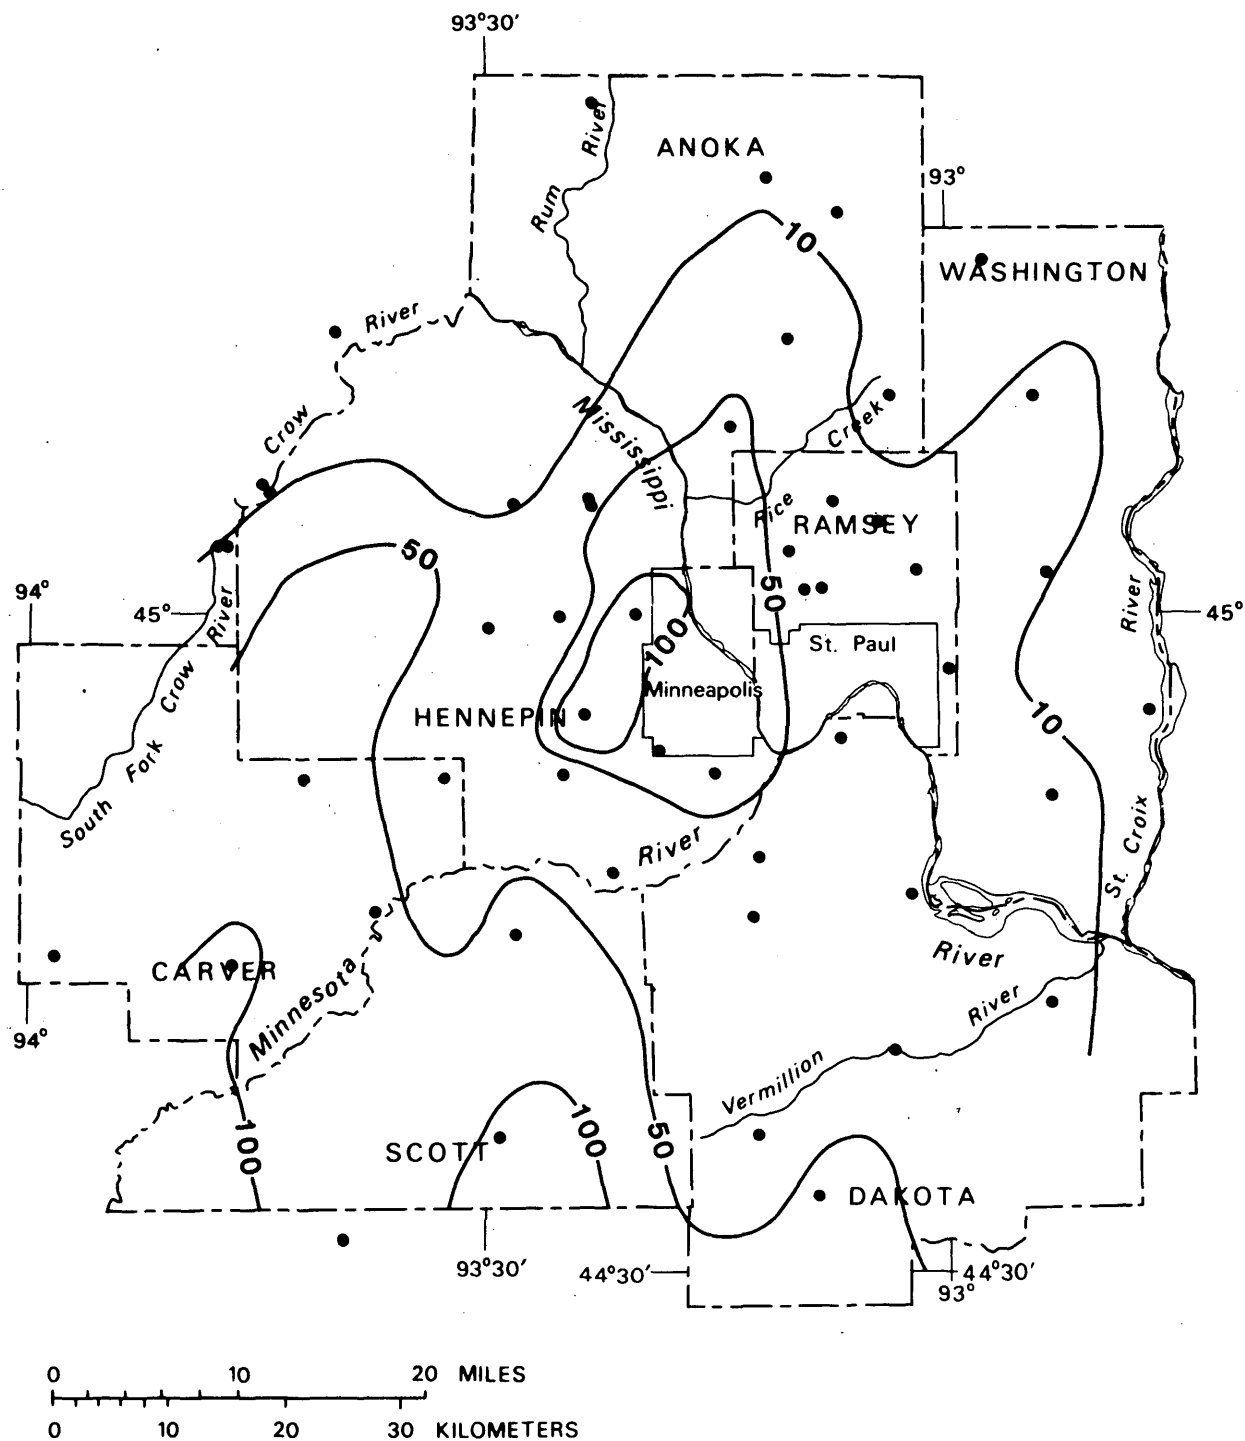 93°30'
ANOKA
Rum River
93°
WASHINGTON
10
Crow River
Mississippi
Rice Creek
RAMSEY
50
50
94°
45°
45°
St. Paul
100
Minneapolis
HENNEPIN
South Fork Crow River
10
River
St. Croix River
River
CARVER
Minnesota
River
Vermillion
94°
100
SCOTT
100
50
DAKOTA
93°30'
44°30'
44°30'
93°
0 10 20 MILES
0 10 20 30 KILOMETERS